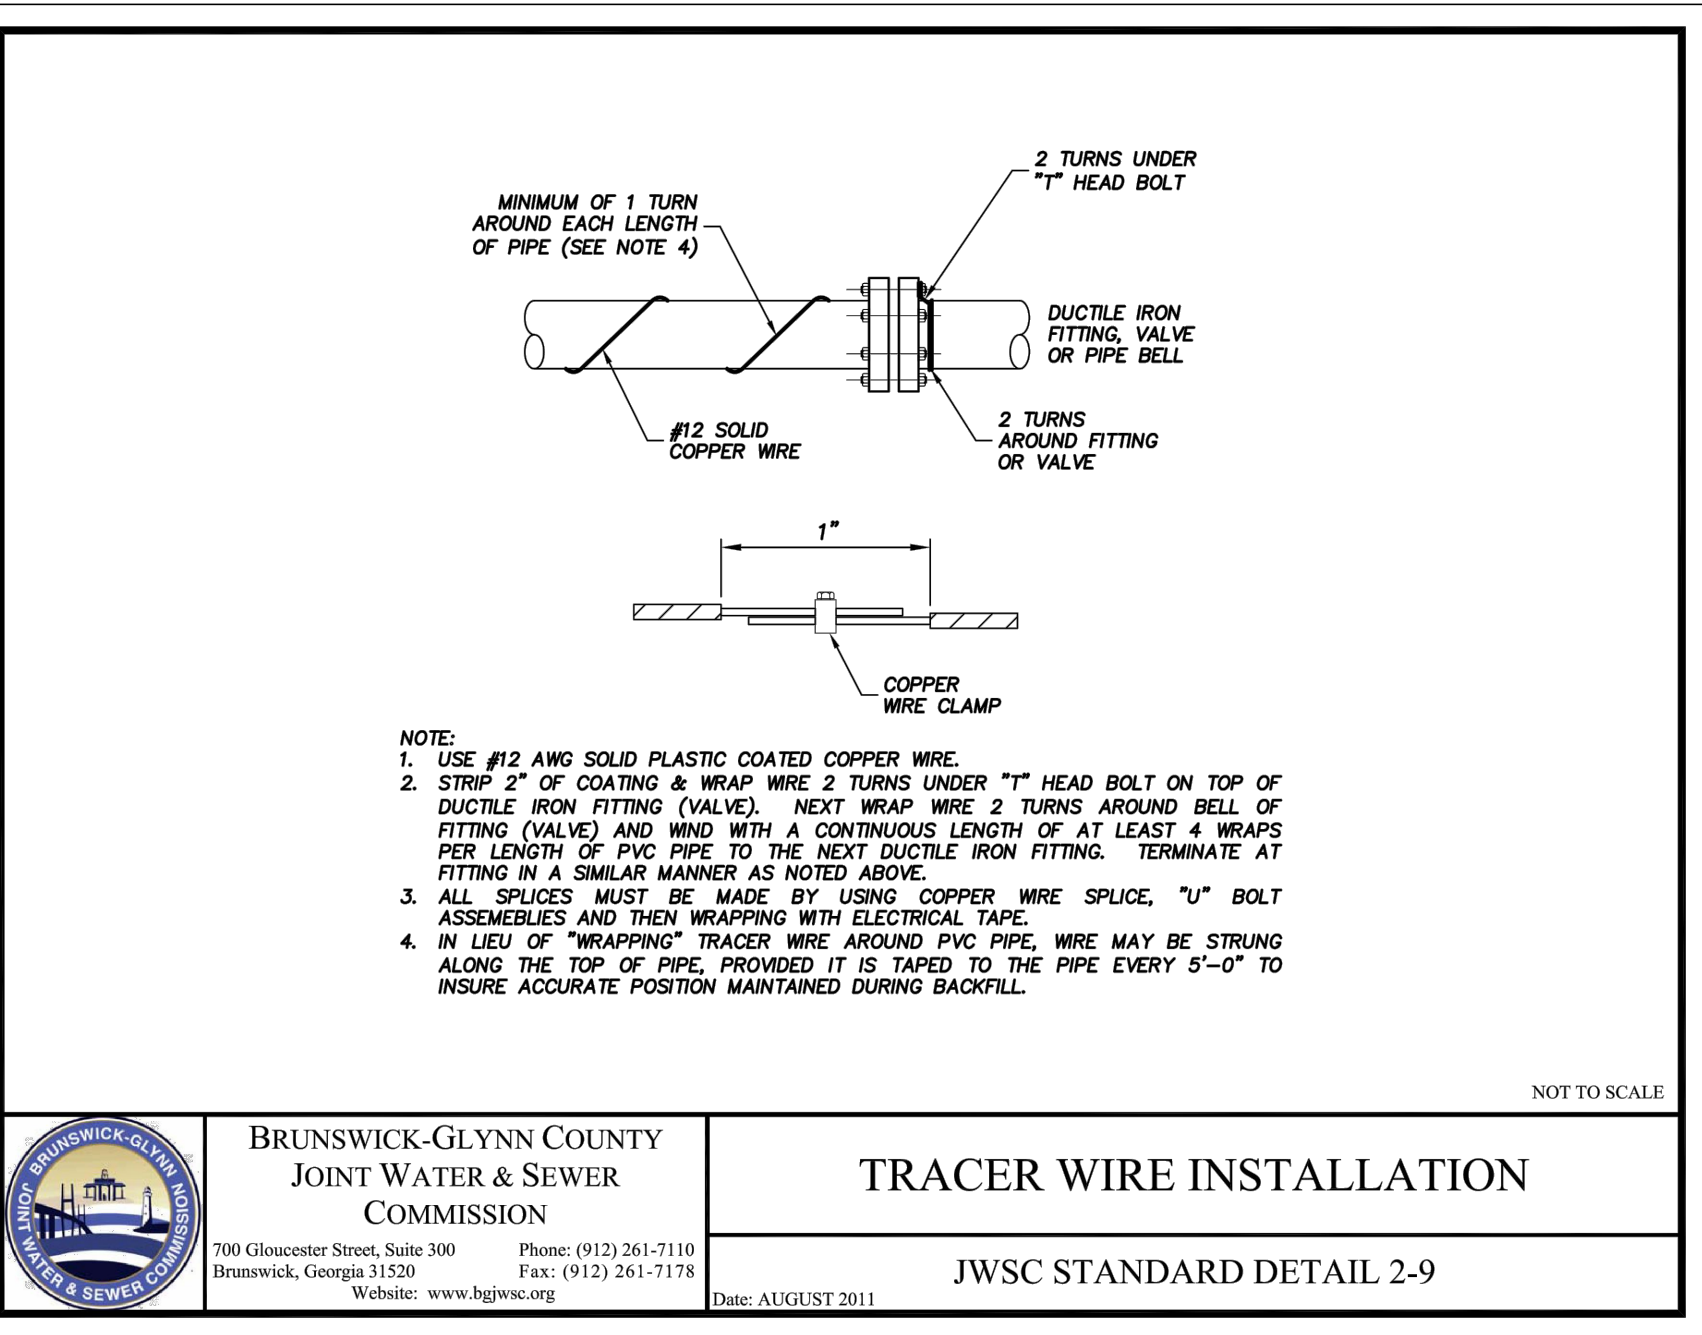 2 TURNS UNDER
"T" HEAD BOLT
MINIMUM OF 1 TURN
AROUND EACH LENGTH
OF PIPE (SEE NOTE 4)
DUCTILE IRON
FITTING, VALVE
OR PIPE BELL
#12 SOLID
COPPER WIRE
2 TURNS
AROUND FITTING
OR VALVE
1"
COPPER
WIRE CLAMP
NOTE:
1. USE #12 AWG SOLID PLASTIC COATED COPPER WIRE.
2. STRIP 2" OF COATING & WRAP WIRE 2 TURNS UNDER "T" HEAD BOLT ON TOP OF
DUCTILE IRON FITTING (VALVE). NEXT WRAP WIRE 2 TURNS AROUND BELL OF
FITTING (VALVE) AND WIND WITH A CONTINUOUS LENGTH OF AT LEAST 4 WRAPS
PER LENGTH OF PVC PIPE TO THE NEXT DUCTILE IRON FITTING. TERMINATE AT
FITTING IN A SIMILAR MANNER AS NOTED ABOVE.
3. ALL SPLICES MUST BE MADE BY USING COPPER WIRE SPLICE, "U" BOLT
ASSEMEBLIES AND THEN WRAPPING WITH ELECTRICAL TAPE.
4. IN LIEU OF "WRAPPING" TRACER WIRE AROUND PVC PIPE, WIRE MAY BE STRUNG
ALONG THE TOP OF PIPE, PROVIDED IT IS TAPED TO THE PIPE EVERY 5'-0" TO
INSURE ACCURATE POSITION MAINTAINED DURING BACKFILL.
NOT TO SCALE
BRUNSWICK-GLYNN
JOINT WATER & SEWER COMMISSION
BRUNSWICK-GLYNN COUNTY
JOINT WATER & SEWER
COMMISSION
700 Gloucester Street, Suite 300 Phone: (912) 261-7110
Brunswick, Georgia 31520 Fax: (912) 261-7178
Website: www.bgjwsc.org
TRACER WIRE INSTALLATION
JWSC STANDARD DETAIL 2-9
Date: AUGUST 2011